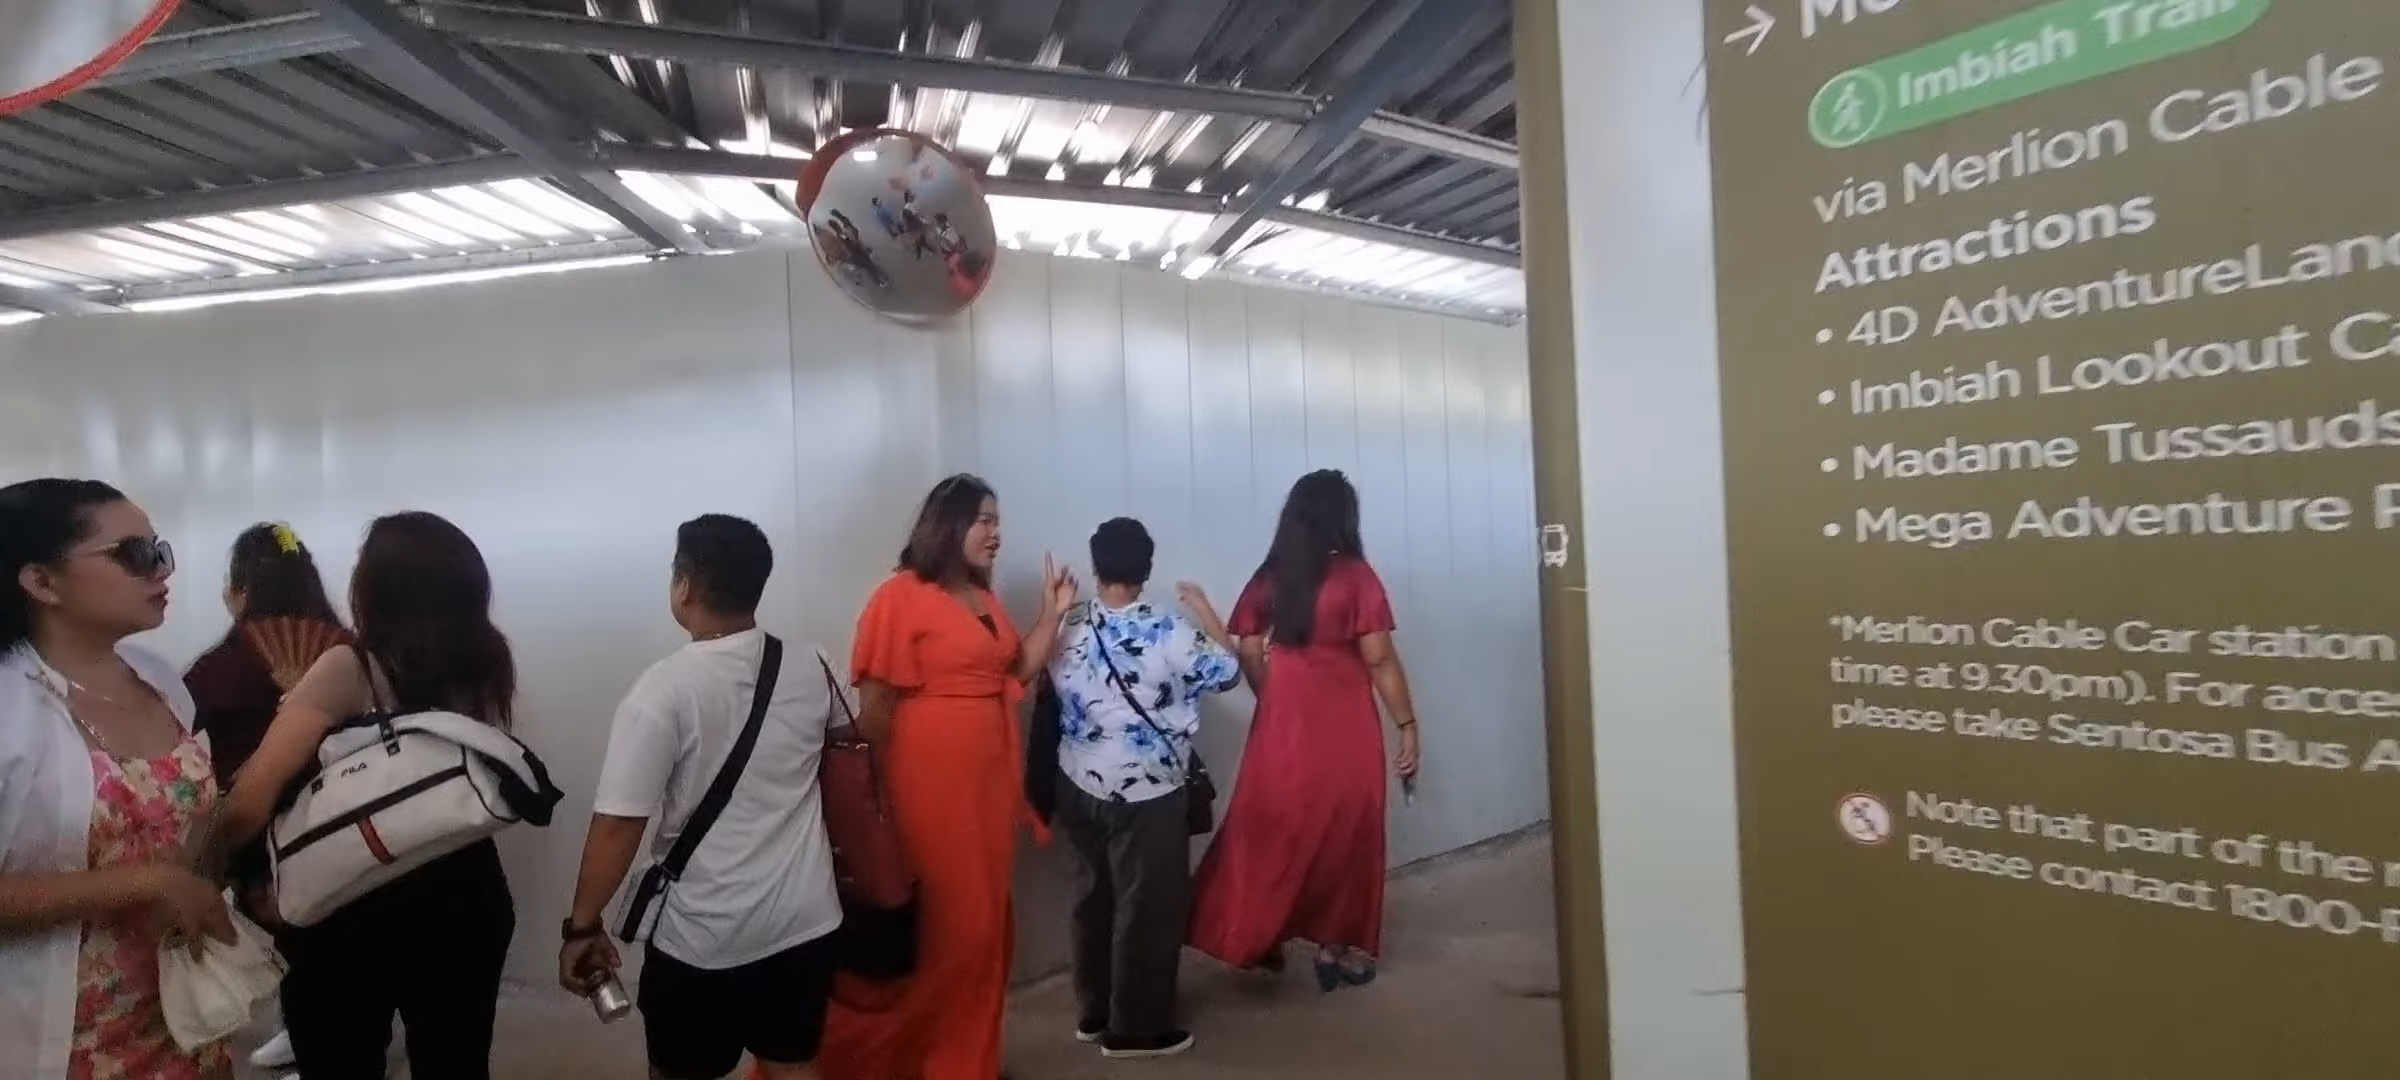 Imbiah Trail
via Merlion Cable
Attractions
• 4D AdventureLand
• Imbiah Lookout
• Madame Tussauds
• Mega Adventure
*Merlion Cable Car station
time at 9.30pm). For
please take Sentosa Bus A
Note that part of the
Please contact 1800-
FILA